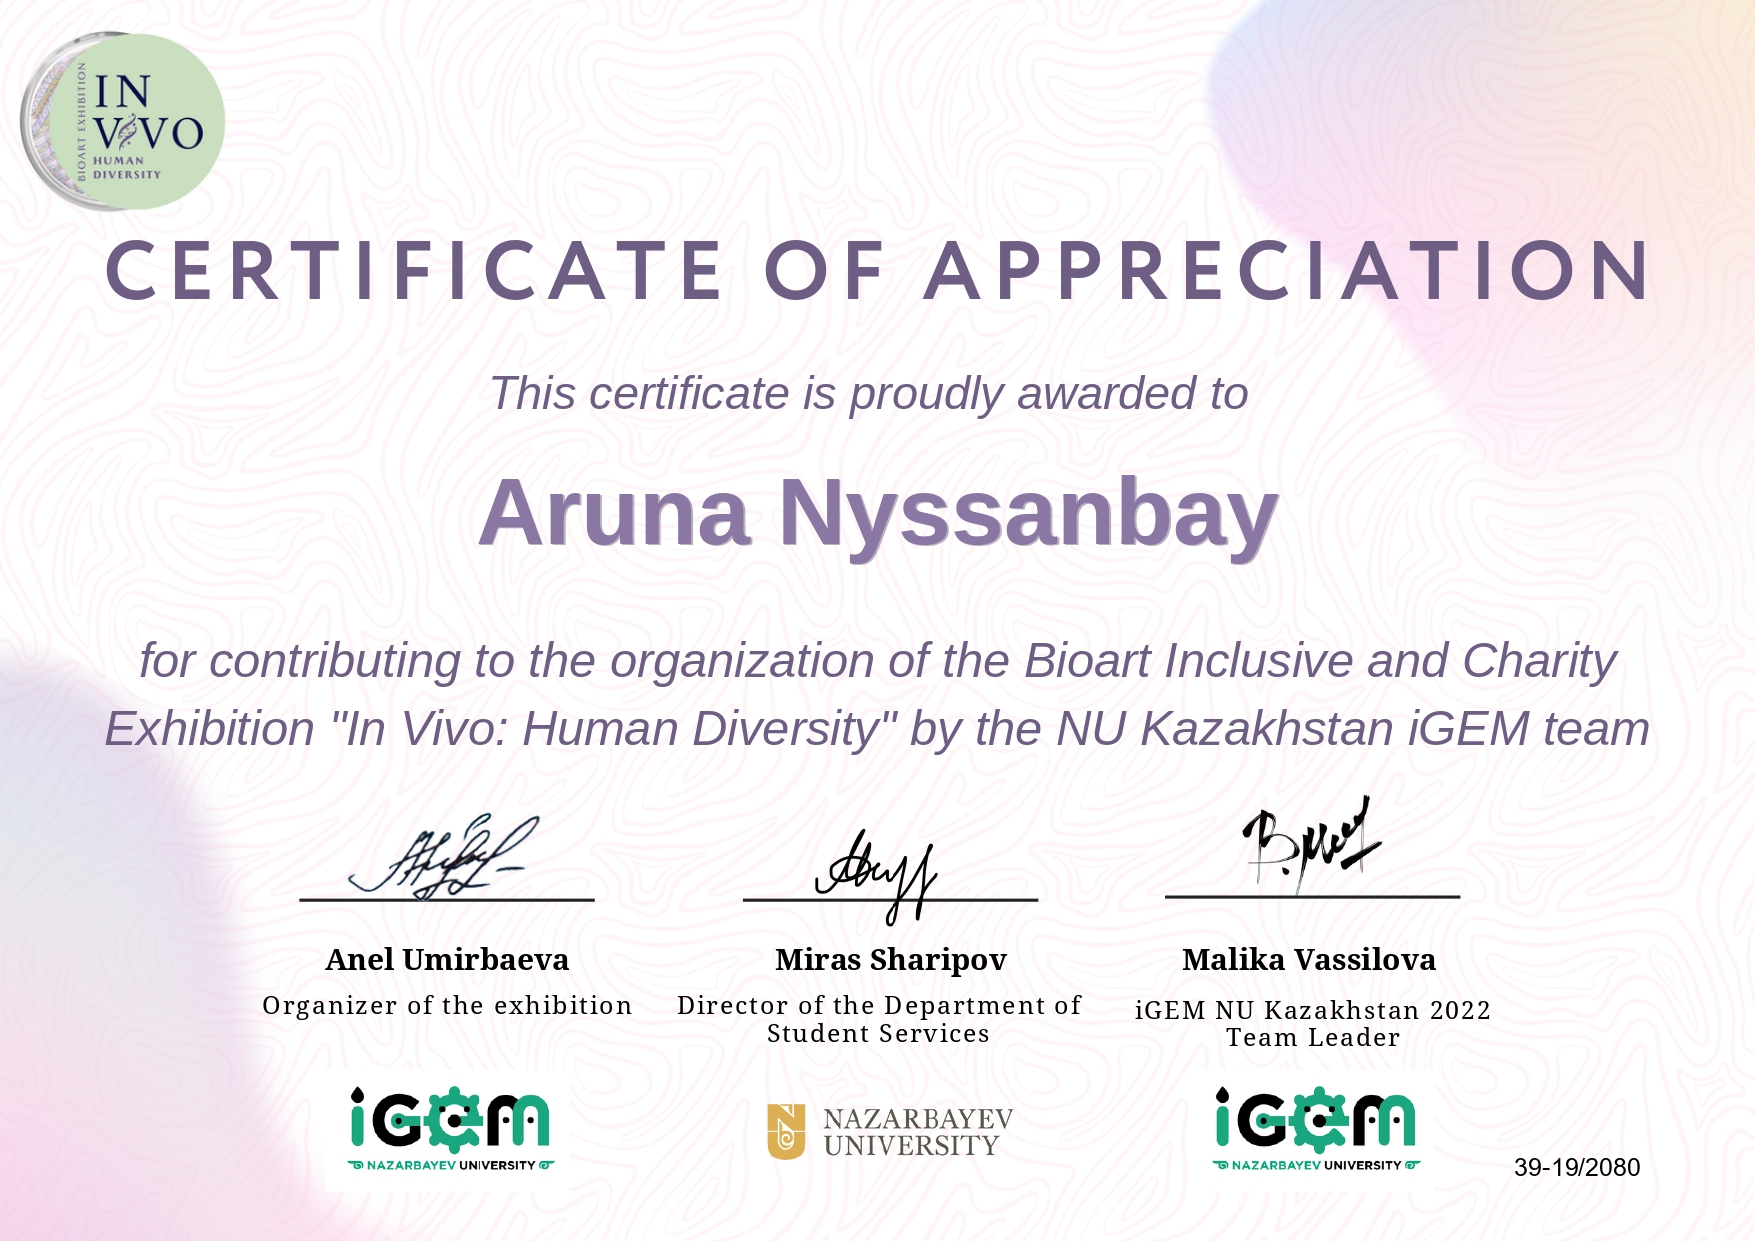 BIOART EXHIBITION
IN
VIVO
HUMAN
DIVERSITY
CERTIFICATE OF APPRECIATION
This certificate is proudly awarded to
Aruna Nyssanbay
for contributing to the organization of the Bioart Inclusive and Charity
Exhibition "In Vivo: Human Diversity" by the NU Kazakhstan iGEM team
Anel Umirbaeva
Organizer of the exhibition
Miras Sharipov
Director of the Department of
Student Services
Malika Vassilova
iGEM NU Kazakhstan 2022
Team Leader
iGEM
NAZARBAYEV UNIVERSITY
NAZARBAYEV
UNIVERSITY
iGEM
NAZARBAYEV UNIVERSITY
39-19/2080